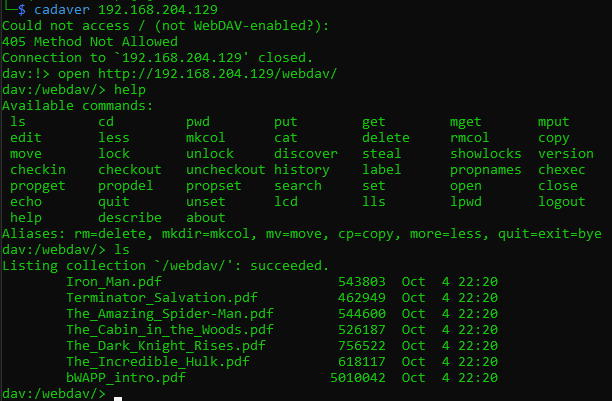 └─$ cadaver 192.168.204.129
Could not access / (not WebDAV-enabled?):
405 Method Not Allowed
Connection to `192.168.204.129' closed.
dav:!> open http://192.168.204.129/webdav/
dav:/webdav/> help
Available commands:
 ls         cd         pwd        put        get        mget       mput
 edit       less       mkcol      cat        delete     rmcol      copy
 move       lock       unlock     discover   steal      showlocks  version
 checkin    checkout   uncheckout history    label      propnames  chexec
 propget    propdel    propset    search     set        open       close
 echo       quit       unset      lcd        lls        lpwd       logout
 help       describe   about
Aliases: rm=delete, mkdir=mkcol, mv=move, cp=copy, more=less, quit=exit=bye
dav:/webdav/> ls
Listing collection `/webdav/': succeeded.
        Iron_Man.pdf                      543803  Oct  4 22:20
        Terminator_Salvation.pdf          462949  Oct  4 22:20
        The_Amazing_Spider-Man.pdf        544600  Oct  4 22:20
        The_Cabin_in_the_Woods.pdf        526187  Oct  4 22:20
        The_Dark_Knight_Rises.pdf         756522  Oct  4 22:20
        The_Incredible_Hulk.pdf           618117  Oct  4 22:20
        bWAPP_intro.pdf                  5010042  Oct  4 22:20
dav:/webdav/>